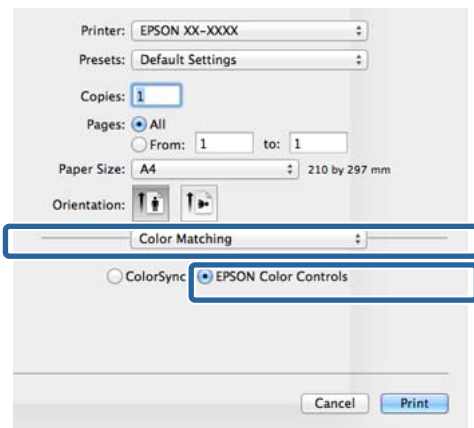 Printer: EPSON XX-XXXX
Presets: Default Settings
Copies: 1
Pages: All
From: 1 to: 1
Paper Size: A4 210 by 297 mm
Orientation:
Color Matching
ColorSync EPSON Color Controls
Cancel Print